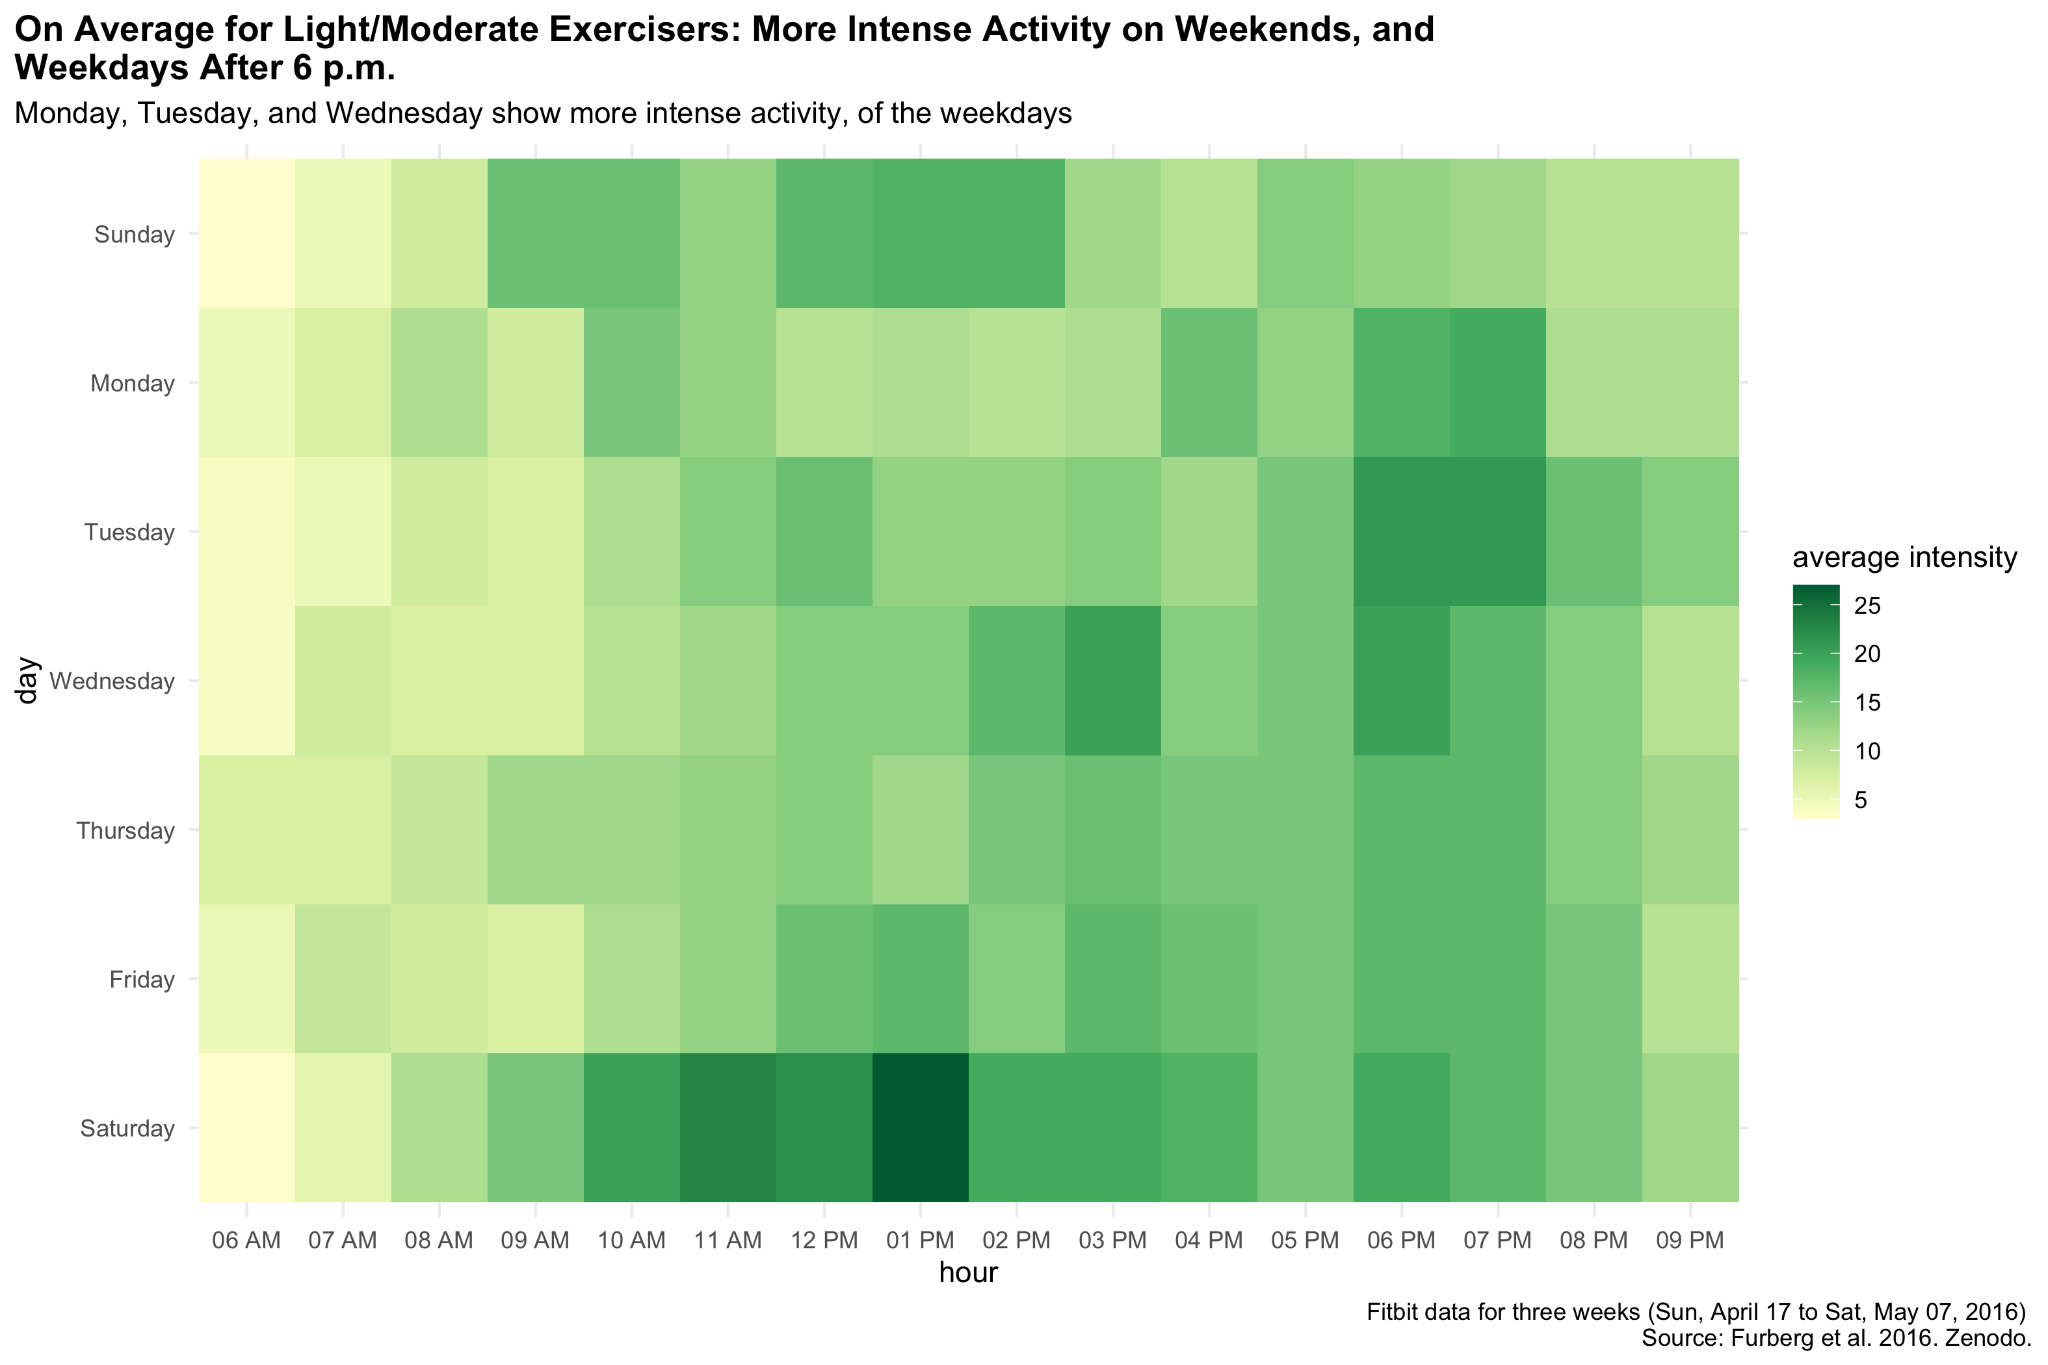 On Average for Light/Moderate Exercisers: More Intense Activity on Weekends, and
Weekdays After 6 p.m.
Monday, Tuesday, and Wednesday show more intense activity, of the weekdays
Sunday
Monday
Tuesday
Wednesday
Thursday
Friday
Saturday
day
06 AM 07 AM 08 AM 09 AM 10 AM 11 AM 12 PM 01 PM 02 PM 03 PM 04 PM 05 PM 06 PM 07 PM 08 PM 09 PM
hour
average intensity
25
20
15
10
5
Fitbit data for three weeks (Sun, April 17 to Sat, May 07, 2016)
Source: Furberg et al. 2016. Zenodo.